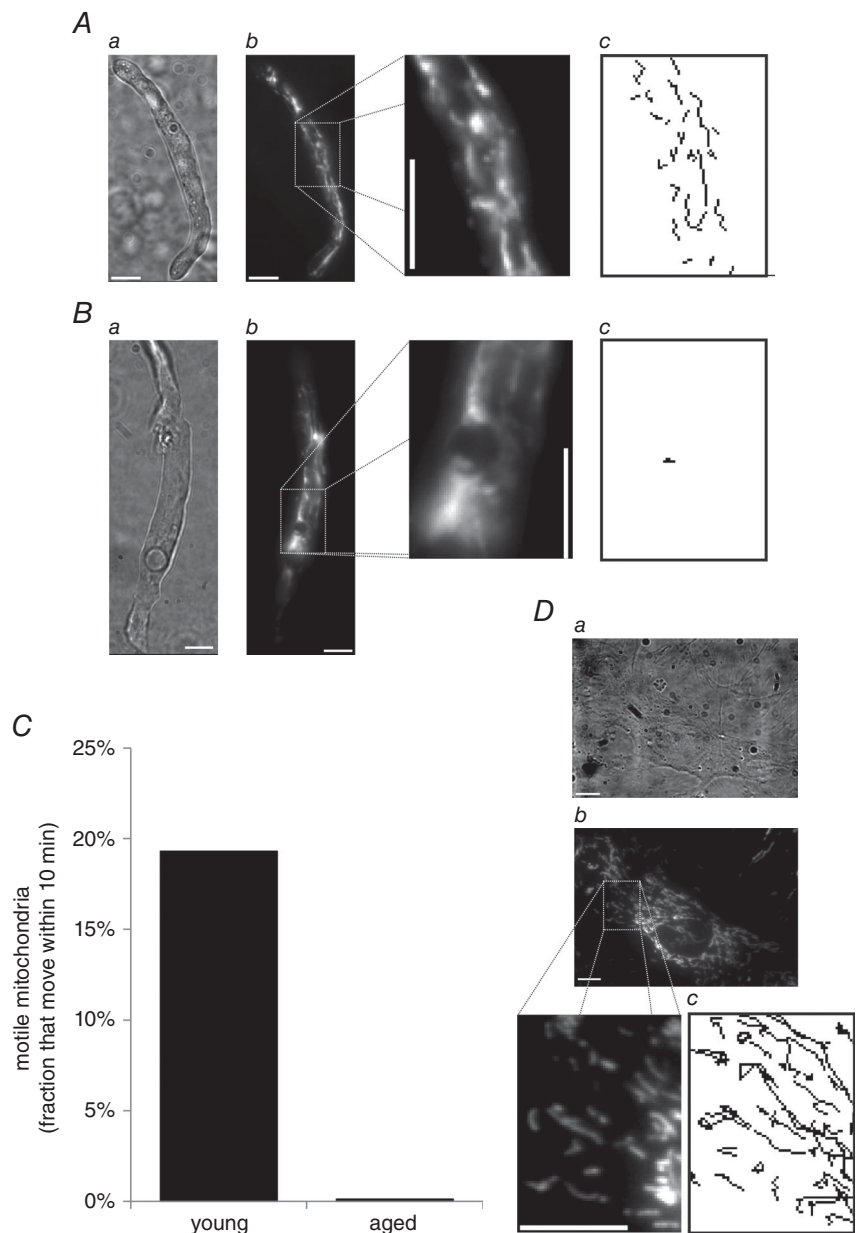 A
a
b
c
B
a
b
c
C
25%
20%
15%
10%
5%
0%
motile mitochondria
(fraction that move within 10 min)
young
aged
D
a
b
c